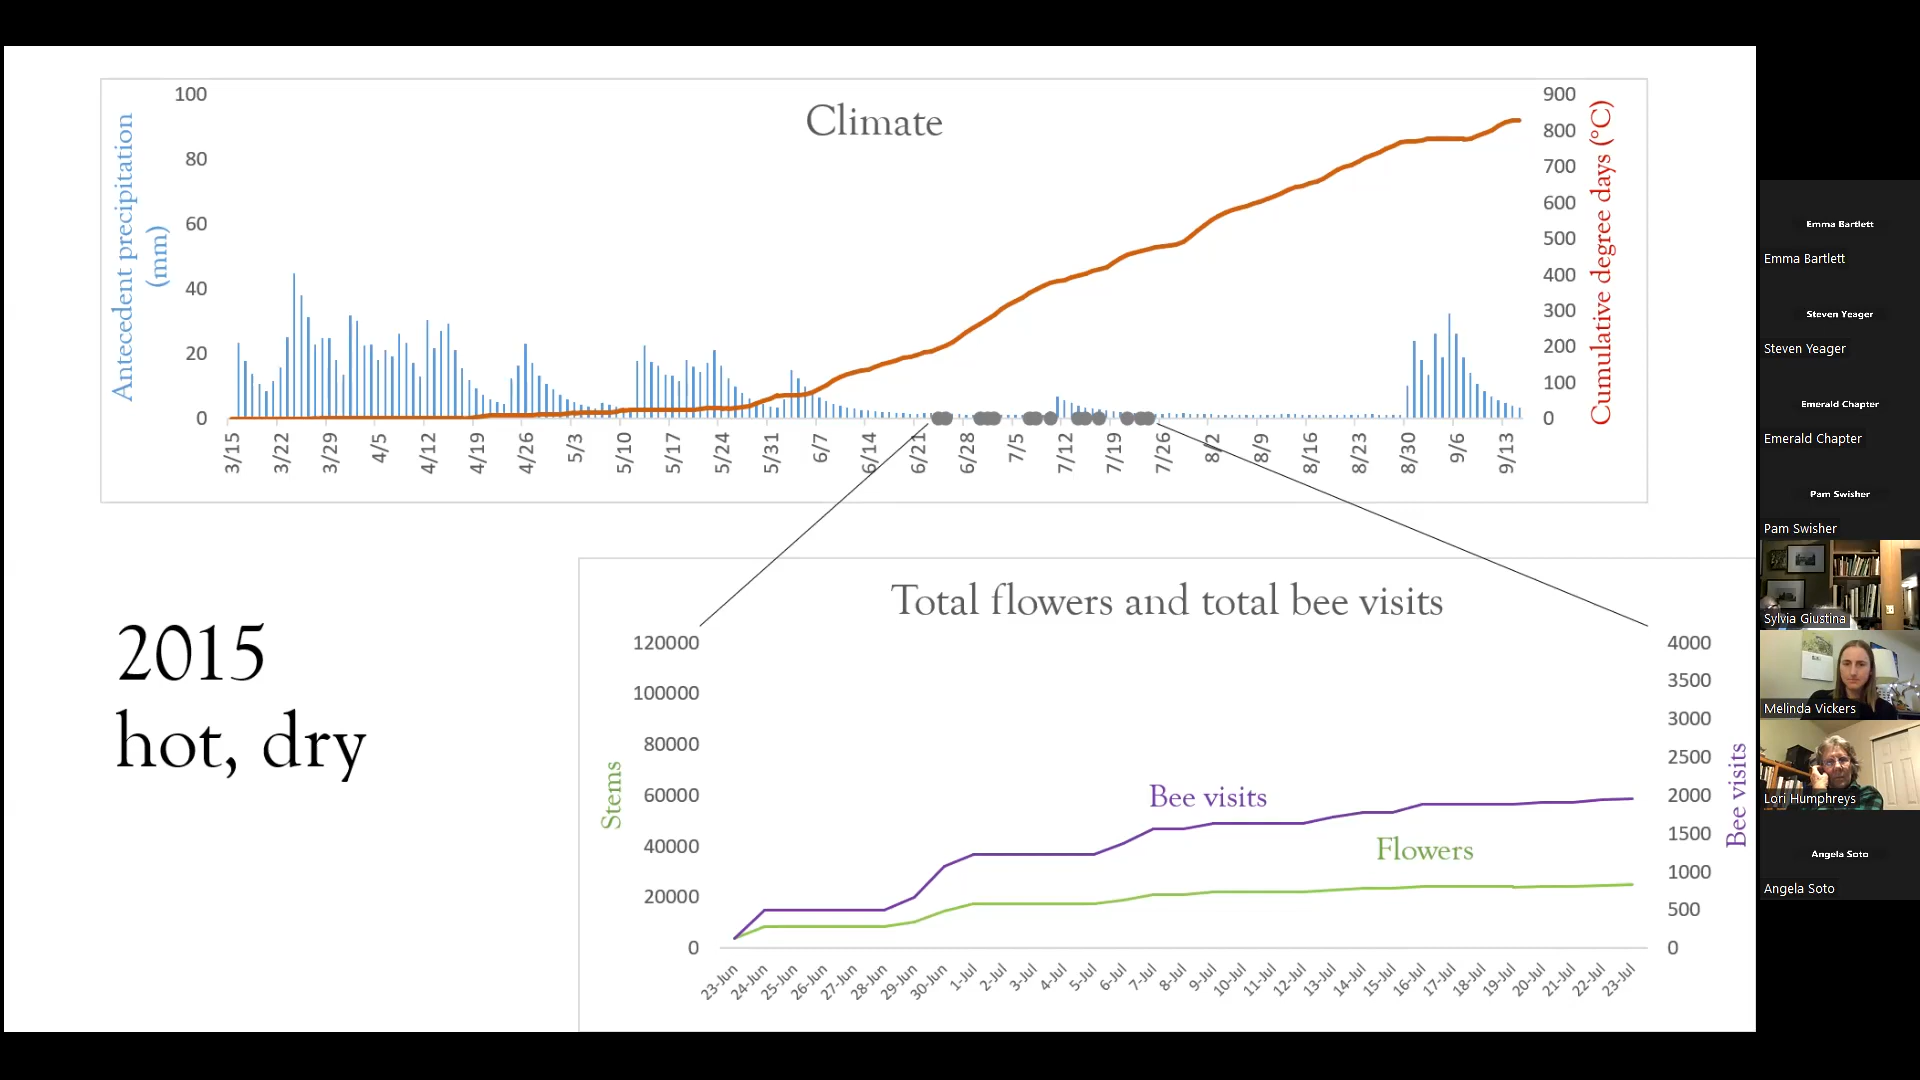 Climate
Antecedent precipitation
(mm)
100
80
60
40
20
0
900
800
700
600
500
400
300
200
100
0
Cumulative degree days (°C)
3/15
3/22
3/29
4/5
4/12
4/19
4/26
5/3
5/10
5/17
5/24
5/31
6/7
6/14
6/21
6/28
7/5
7/12
7/19
7/26
8/2
8/9
8/16
8/23
8/30
9/6
9/13
2015
hot, dry
Total flowers and total bee visits
Stems
120000
100000
80000
60000
40000
20000
0
Bee visits
Flowers
4000
3500
3000
2500
2000
1500
1000
500
0
Bee visits
23-Jun
24-Jun
25-Jun
26-Jun
27-Jun
28-Jun
29-Jun
30-Jun
1-Jul
2-Jul
3-Jul
4-Jul
5-Jul
6-Jul
7-Jul
8-Jul
9-Jul
10-Jul
11-Jul
12-Jul
13-Jul
14-Jul
15-Jul
16-Jul
17-Jul
18-Jul
19-Jul
20-Jul
21-Jul
22-Jul
23-Jul
Emma Bartlett
Emma Bartlett
Steven Yeager
Steven Yeager
Emerald Chapter
Emerald Chapter
Pam Swisher
Pam Swisher
Sylvia Giustina
Melinda Vickers
Lori Humphreys
Angela Soto
Angela Soto